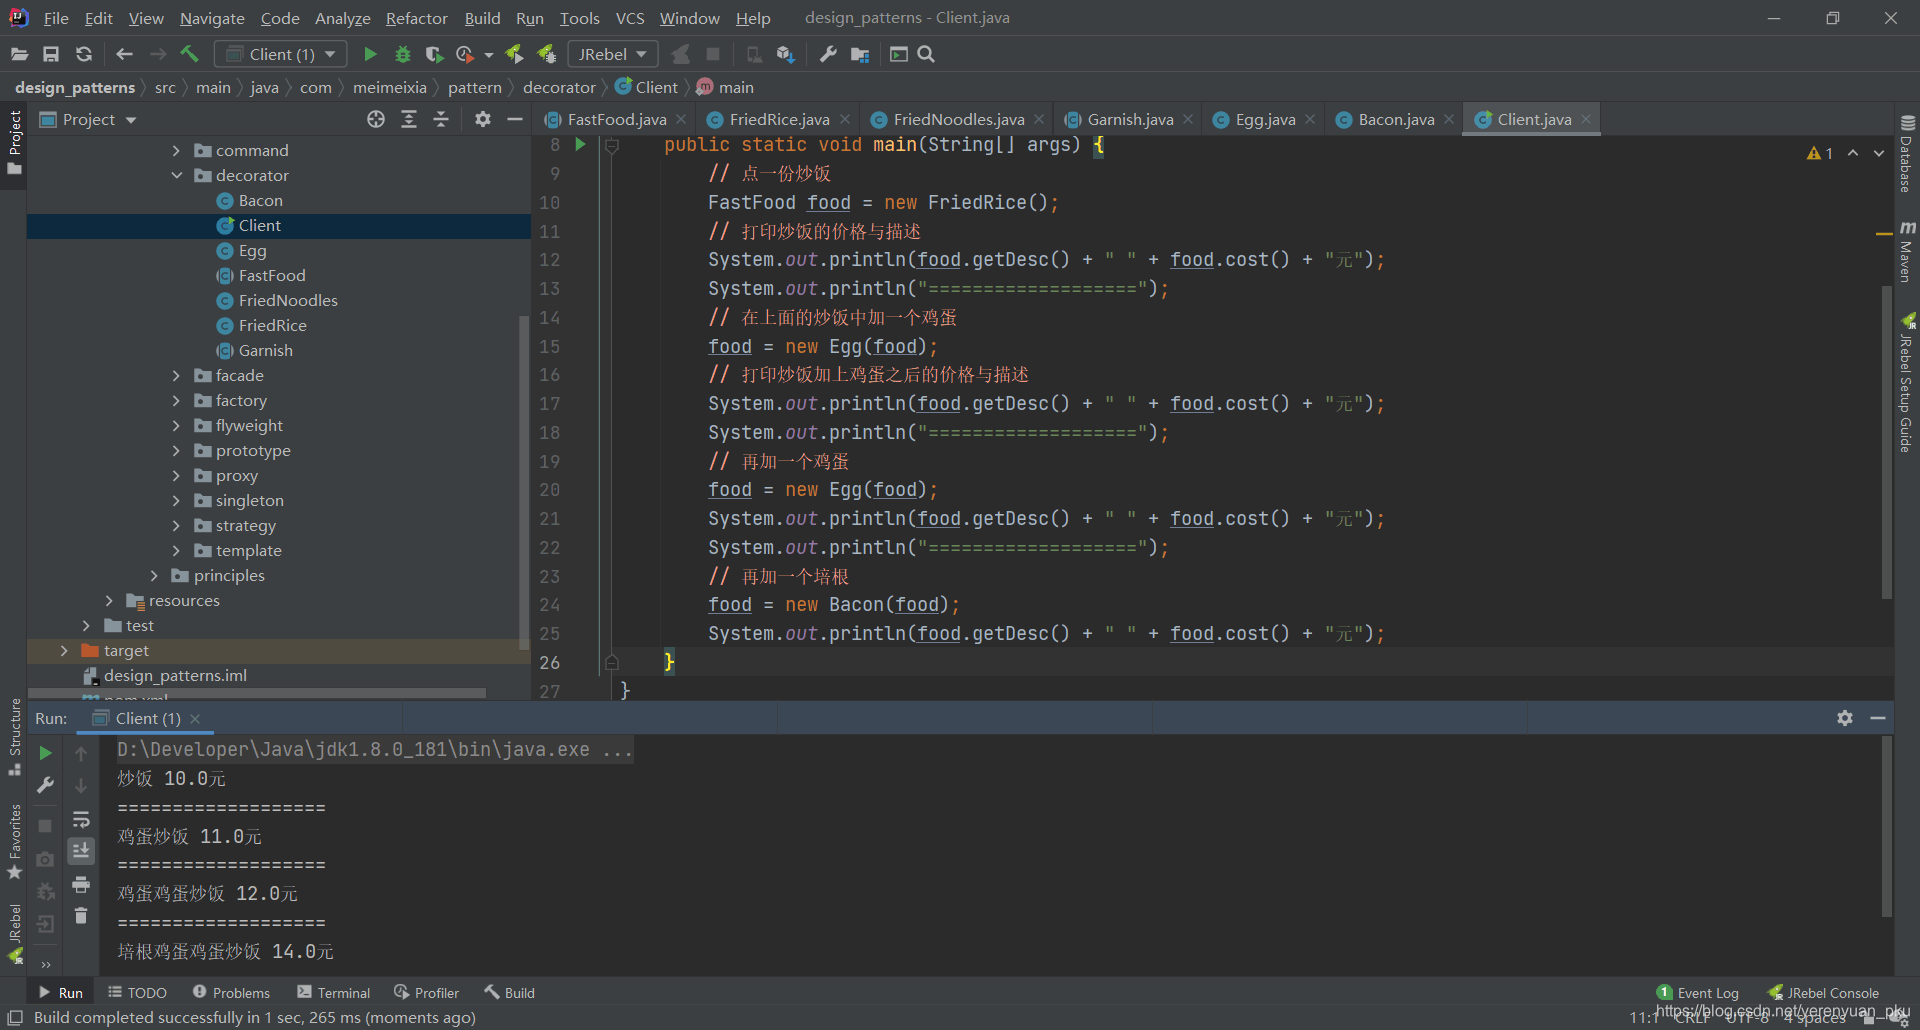 File Edit View Navigate Code Analyze Refactor Build Run Tools VCS Window Help design_patterns - Client.java
Client (1) JRebel
design_patterns src main java com meimeixia pattern decorator Client main
Project
FastFood.java FriedRice.java FriedNoodles.java Garnish.java Egg.java Bacon.java Client.java
command
decorator
Bacon
Client
Egg
FastFood
FriedNoodles
FriedRice
Garnish
facade
factory
flyweight
prototype
proxy
singleton
strategy
template
principles
resources
test
target
design_patterns.iml
pom.xml
8 public static void main(String[] args) {
9 // 点一份炒饭
10 FastFood food = new FriedRice();
11 // 打印炒饭的价格与描述
12 System.out.println(food.getDesc() + " " + food.cost() + "元");
13 System.out.println("===================");
14 // 在上面的炒饭中加一个鸡蛋
15 food = new Egg(food);
16 // 打印炒饭加上鸡蛋之后的价格与描述
17 System.out.println(food.getDesc() + " " + food.cost() + "元");
18 System.out.println("===================");
19 // 再加一个鸡蛋
20 food = new Egg(food);
21 System.out.println(food.getDesc() + " " + food.cost() + "元");
22 System.out.println("===================");
23 // 再加一个培根
24 food = new Bacon(food);
25 System.out.println(food.getDesc() + " " + food.cost() + "元");
26 }
27 }
1
Project
Structure
Favorites
JRebel
Database
Maven
JRebel Setup Guide
Run: Client (1)
D:\Developer\Java\jdk1.8.0_181\bin\java.exe ...
炒饭 10.0元
===================
鸡蛋炒饭 11.0元
===================
鸡蛋鸡蛋炒饭 12.0元
===================
培根鸡蛋鸡蛋炒饭 14.0元
Run TODO Problems Terminal Profiler Build 1 Event Log JRebel Console
Build completed successfully in 1 sec, 265 ms (moments ago) 11:1 CRLF UTF-8 4 spaces
https://blog.csdn.net/yerenyuan_pku